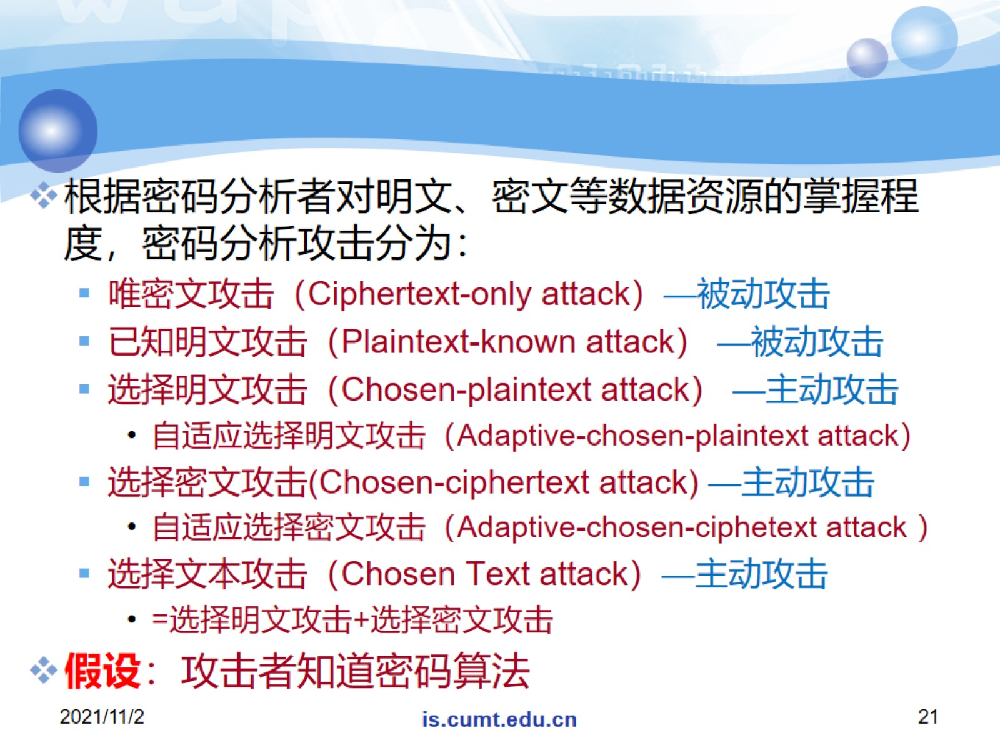 根据密码分析者对明文、密文等数据资源的掌握程
度，密码分析攻击分为：
唯密文攻击（Ciphertext-only attack）—被动攻击
已知明文攻击（Plaintext-known attack） —被动攻击
选择明文攻击（Chosen-plaintext attack） —主动攻击
• 自适应选择明文攻击（Adaptive-chosen-plaintext attack）
选择密文攻击(Chosen-ciphertext attack) —主动攻击
• 自适应选择密文攻击（Adaptive-chosen-ciphetext attack ）
选择文本攻击（Chosen Text attack）—主动攻击
• =选择明文攻击+选择密文攻击
假设：攻击者知道密码算法
2021/11/2 is.cumt.edu.cn 21